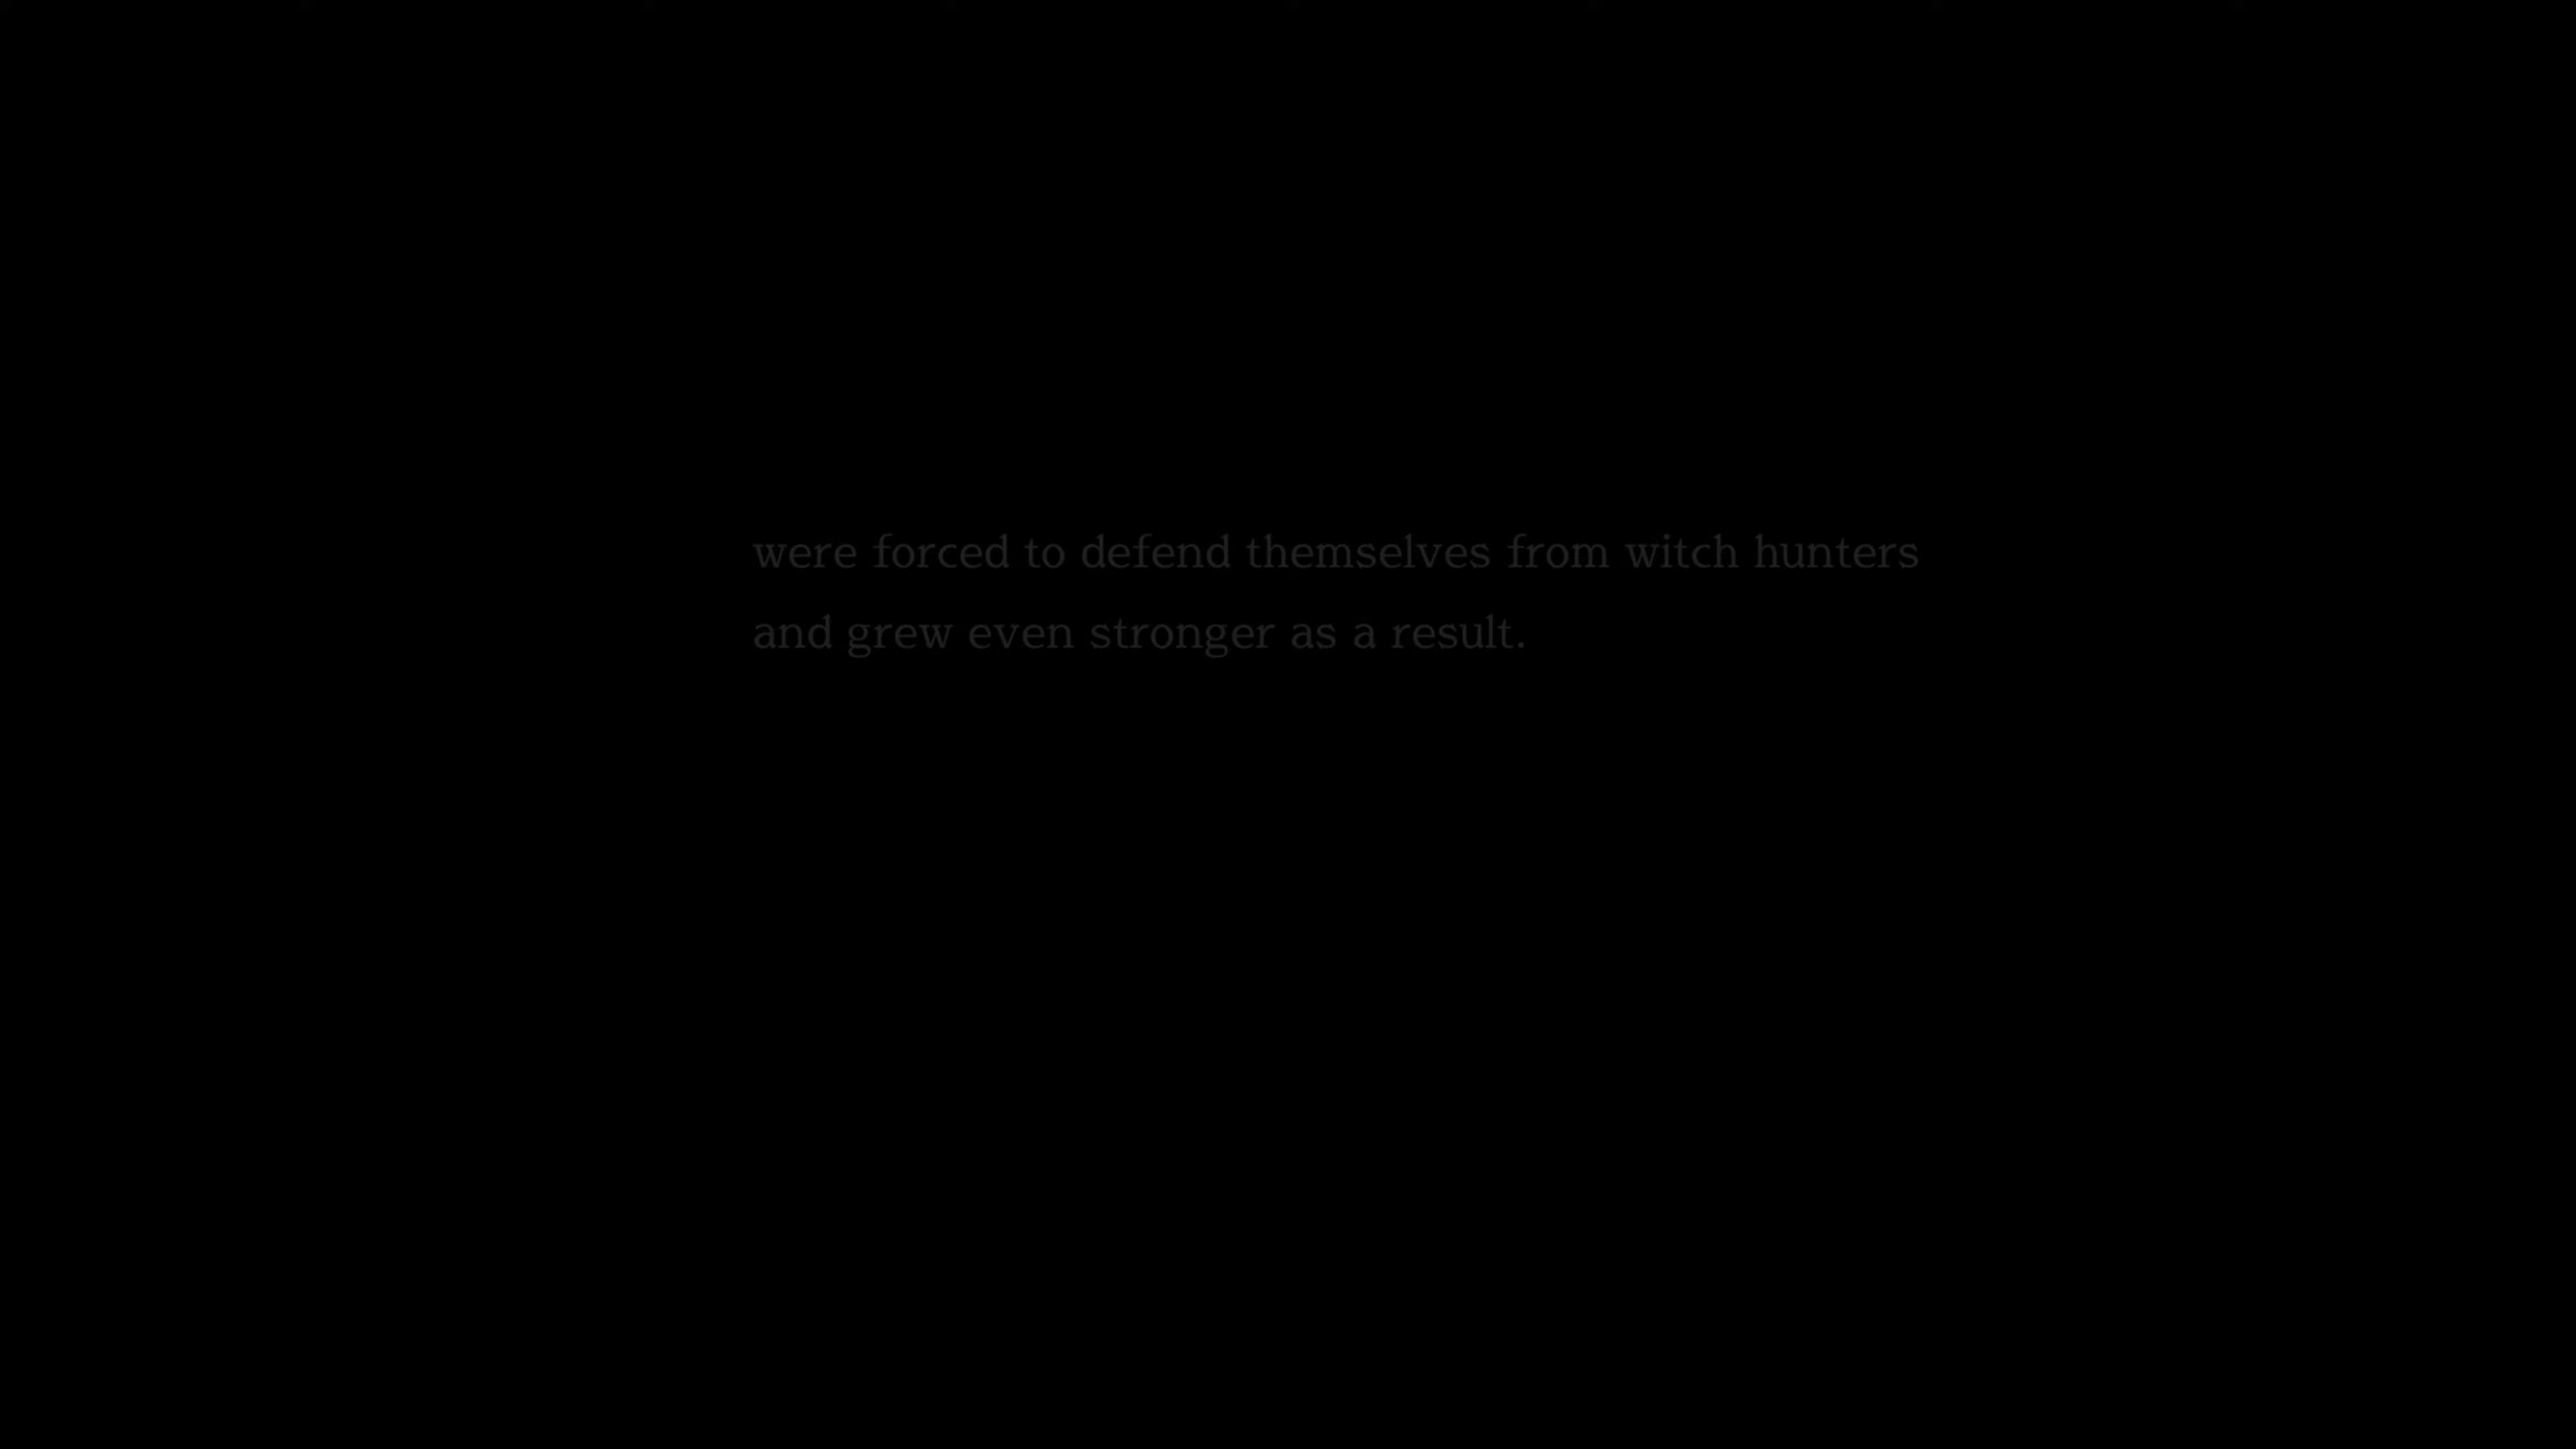 were forced to defend themselves from witch hunters
and grew even stronger as a result.